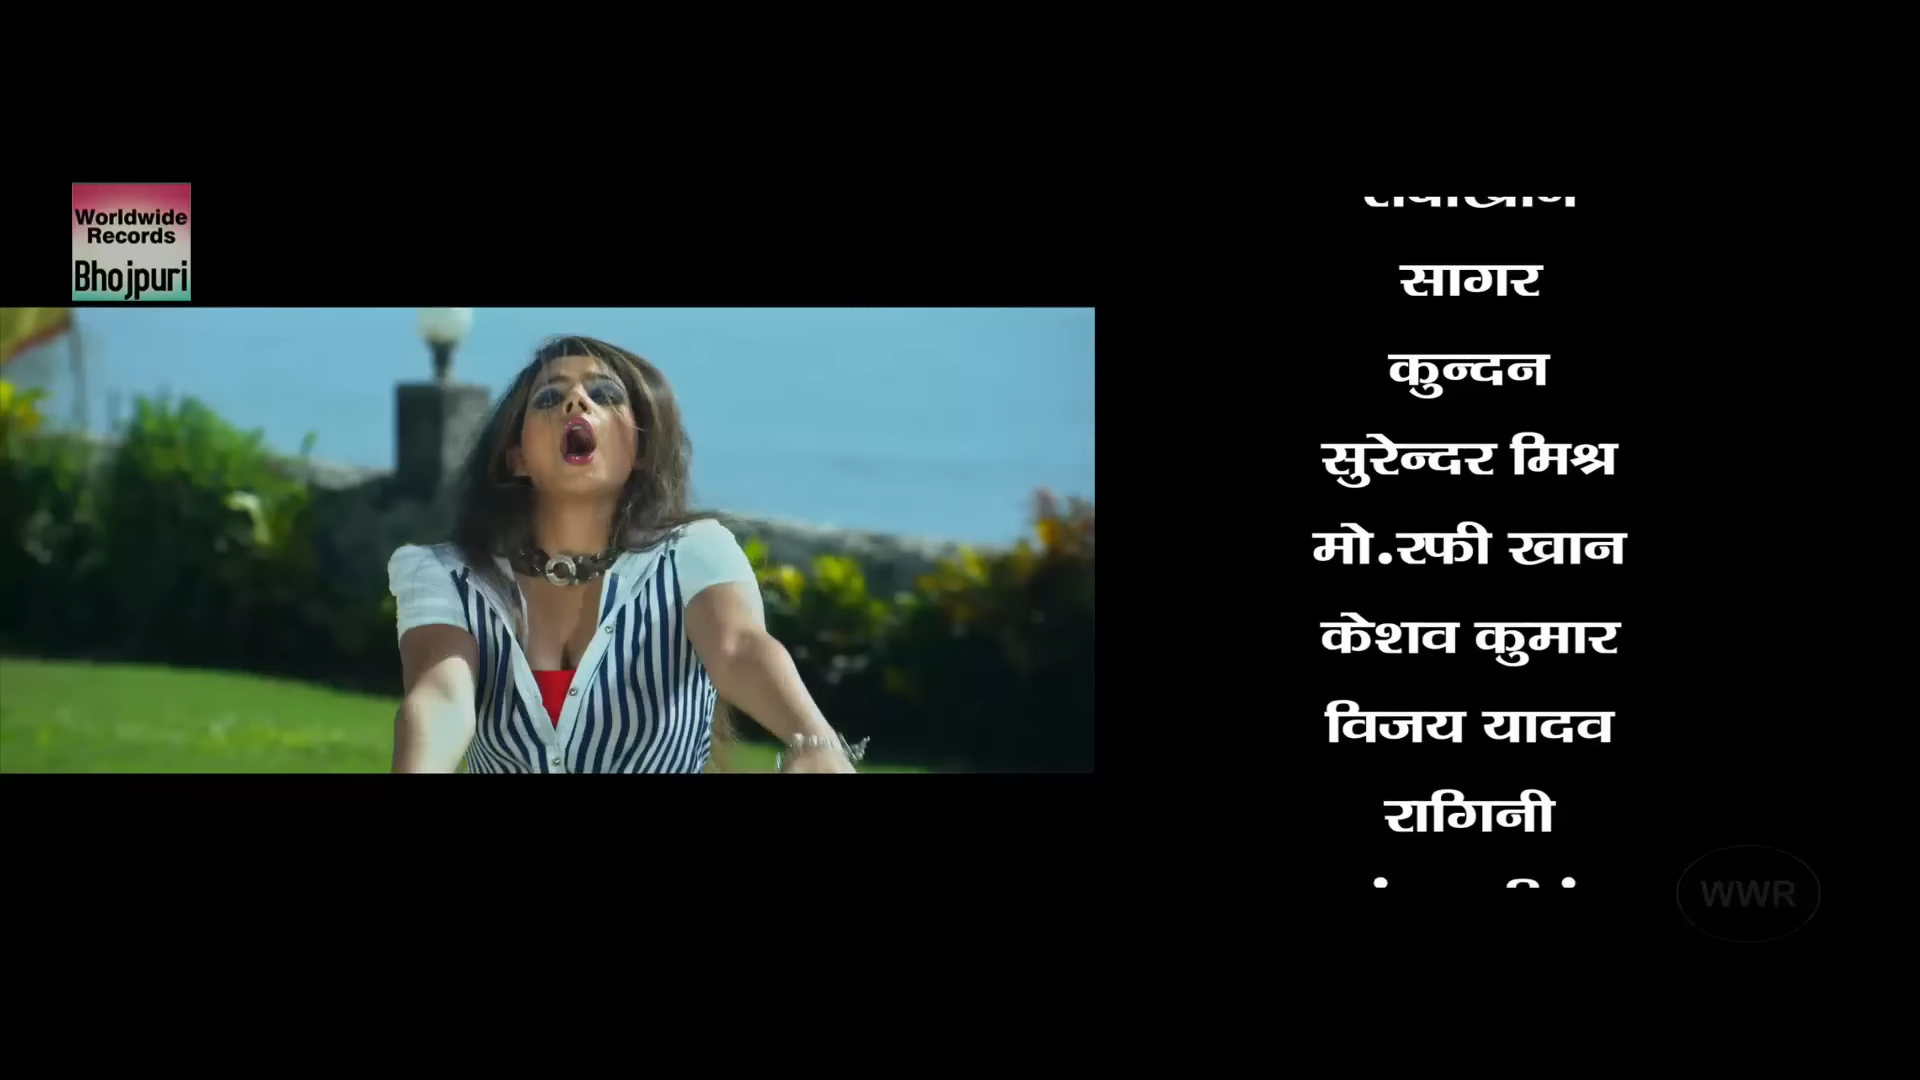 Worldwide
Records
Bhojpuri
सागर
कुन्दन
सुरेन्दर मिश्र
मो.रफी खान
केशव कुमार
विजय यादव
रागिनी
WWR